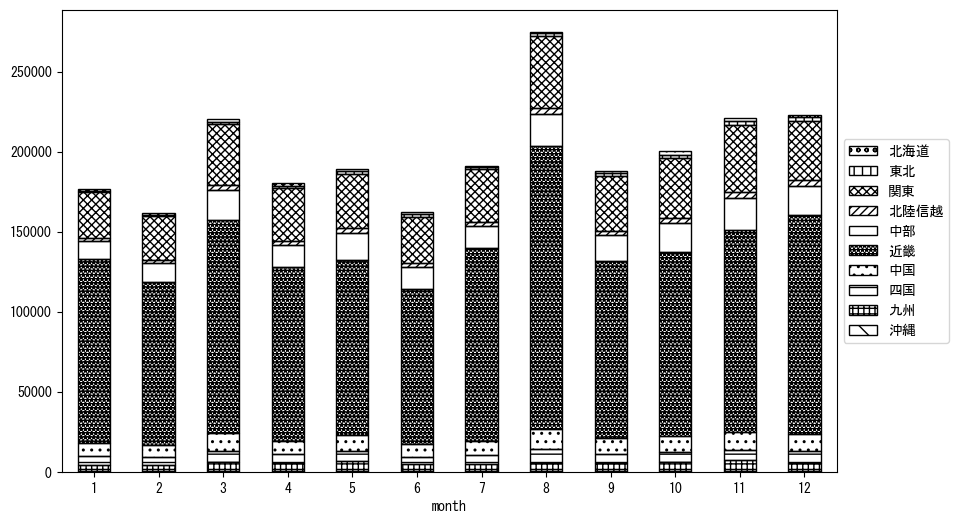 250000
200000
150000
100000
50000
0
1 2 3 4 5 6 7 8 9 10 11 12
month
北海道
東北
関東
北陸信越
中部
近畿
中国
四国
九州
沖縄